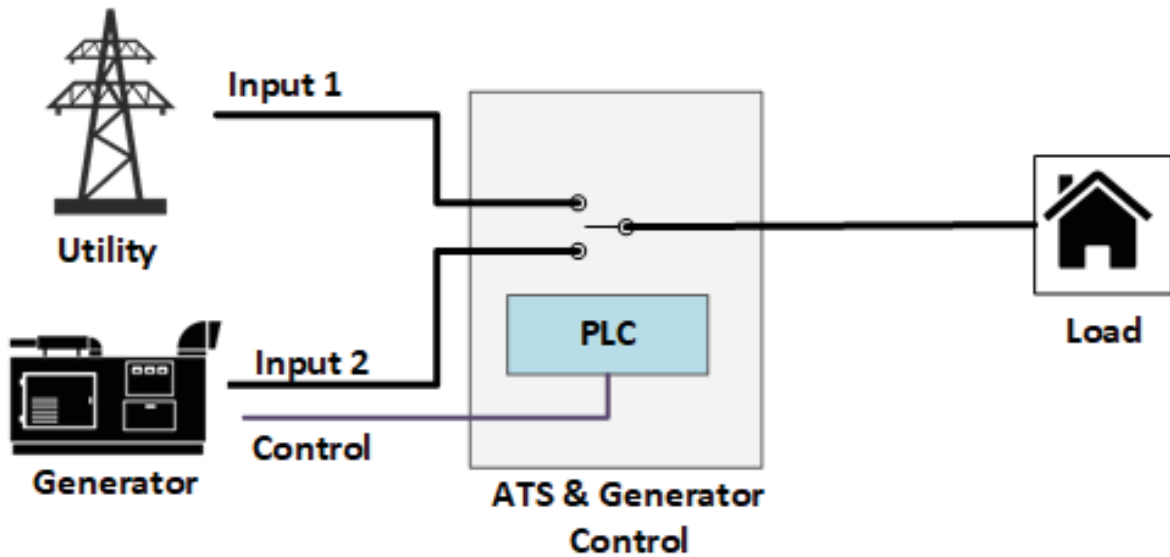 Input 1
Utility
PLC
Load
Input 2
Control
Generator
ATS & Generator
Control